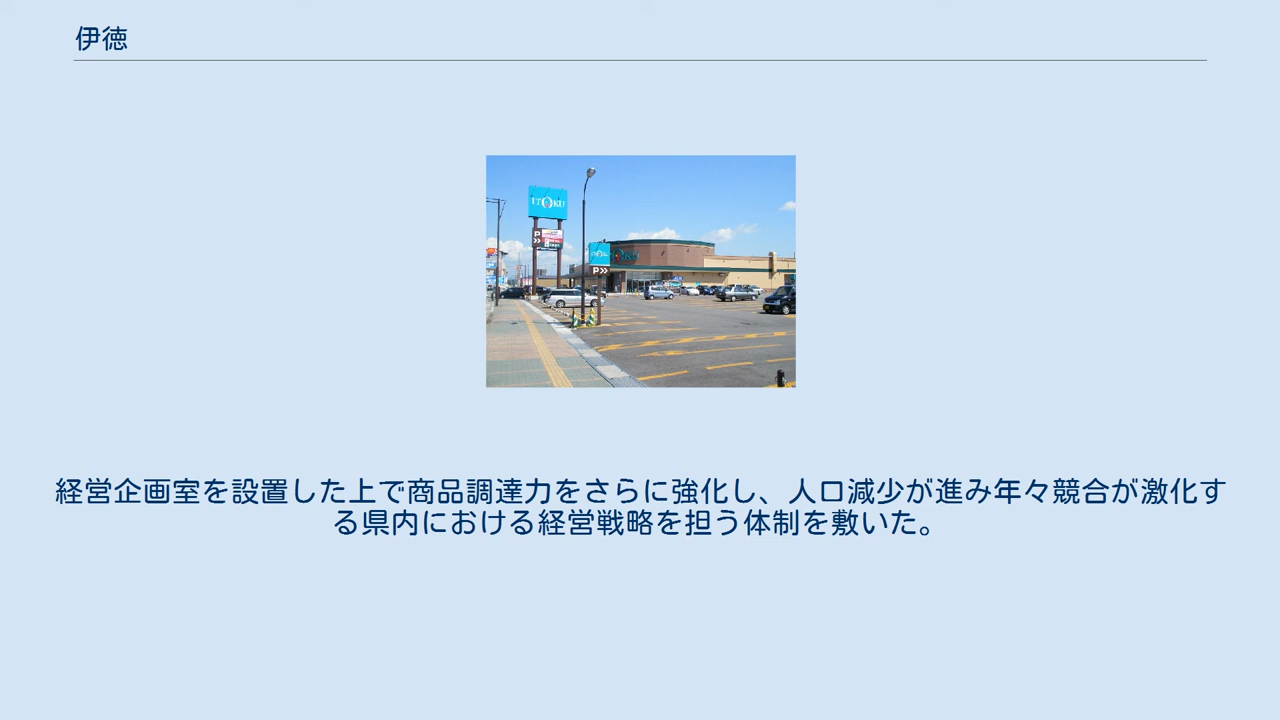 伊徳
ITOKU
P
P
経営企画室を設置した上で商品調達力をさらに強化し、人口減少が進み年々競合が激化す
る県内における経営戦略を担う体制を敷いた。